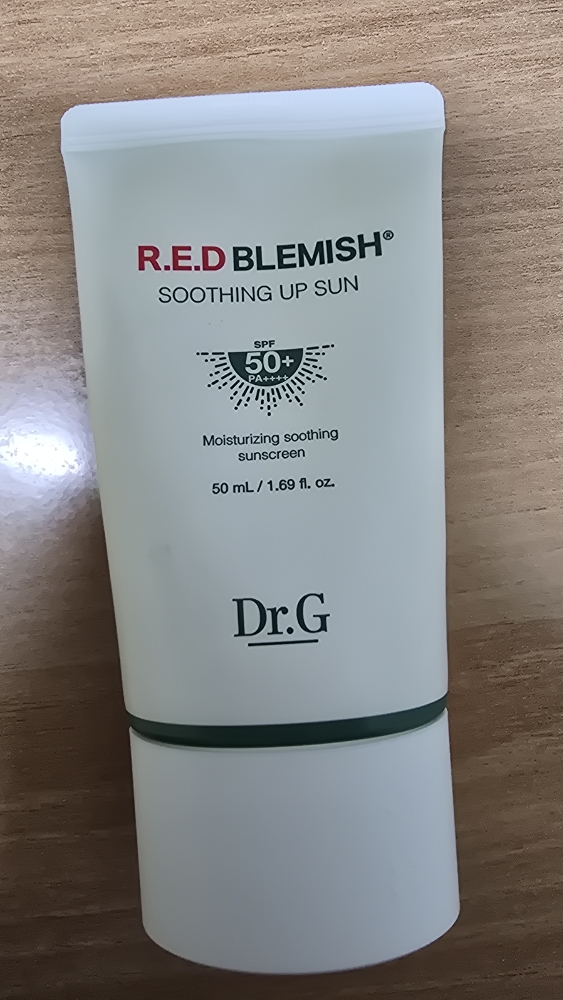 R.E.D BLEMISH®
SOOTHING UP SUN
SPF
50+
PA++++
Moisturizing soothing
sunscreen
50 mL / 1.69 fl. oz.
Dr.G